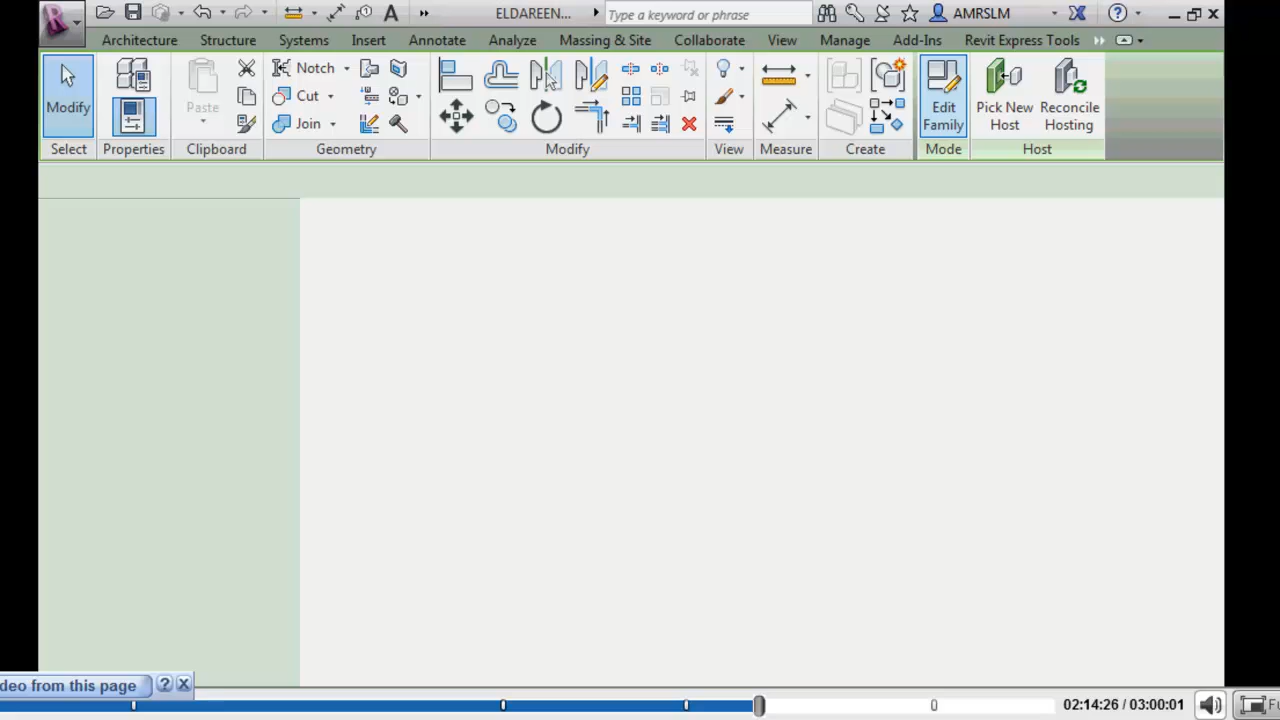 ELDAREEN... Type a keyword or phrase AMRSLM
Architecture Structure Systems Insert Annotate Analyze Massing & Site Collaborate View Manage Add-Ins Revit Express Tools
Modify Paste Notch Cut Join Edit Family Pick New Host Reconcile Hosting
Select Properties Clipboard Geometry Modify View Measure Create Mode Host
deo from this page
02:14:26 / 03:00:01